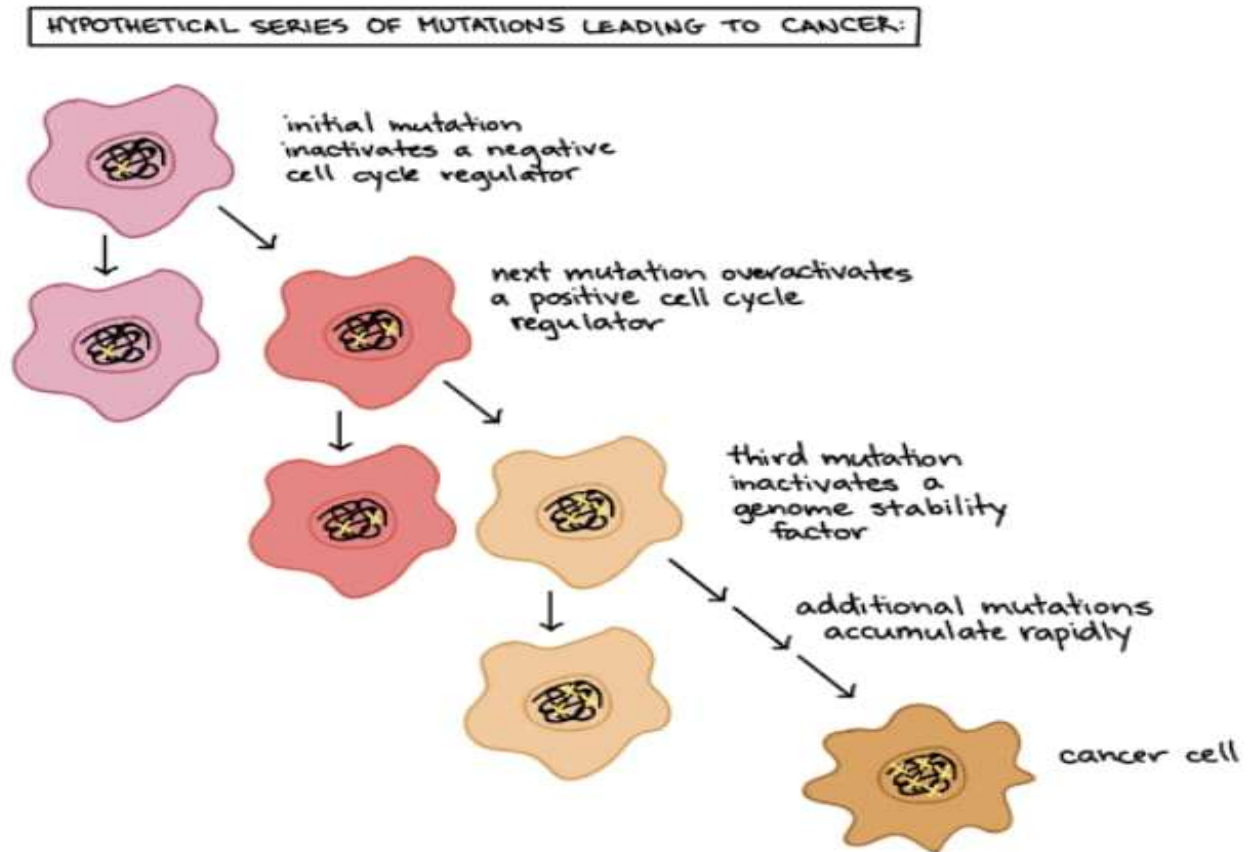 HYPOTHETICAL SERIES OF MUTATIONS LEADING TO CANCER:
initial mutation
inactivates a negative
cell cycle regulator
next mutation overactivates
a positive cell cycle
regulator
third mutation
inactivates a
genome stability
factor
additional mutations
accumulate rapidly
cancer cell